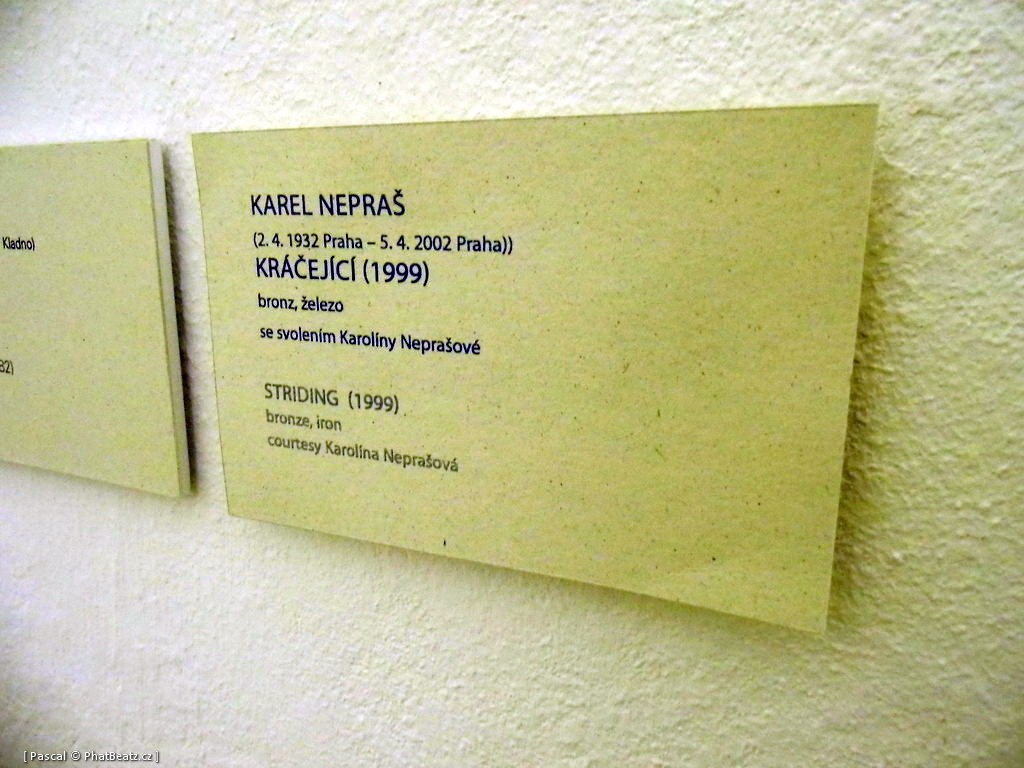 Kladno)
82)
KAREL NEPRAŠ
(2. 4. 1932 Praha – 5. 4. 2002 Praha))
KRÁČEJÍCÍ (1999)
bronz, železo
se svolením Karolíny Neprašové
STRIDING (1999)
bronze, iron
courtesy Karolína Neprašová
[ Pascal © PhatBeatz.cz ]